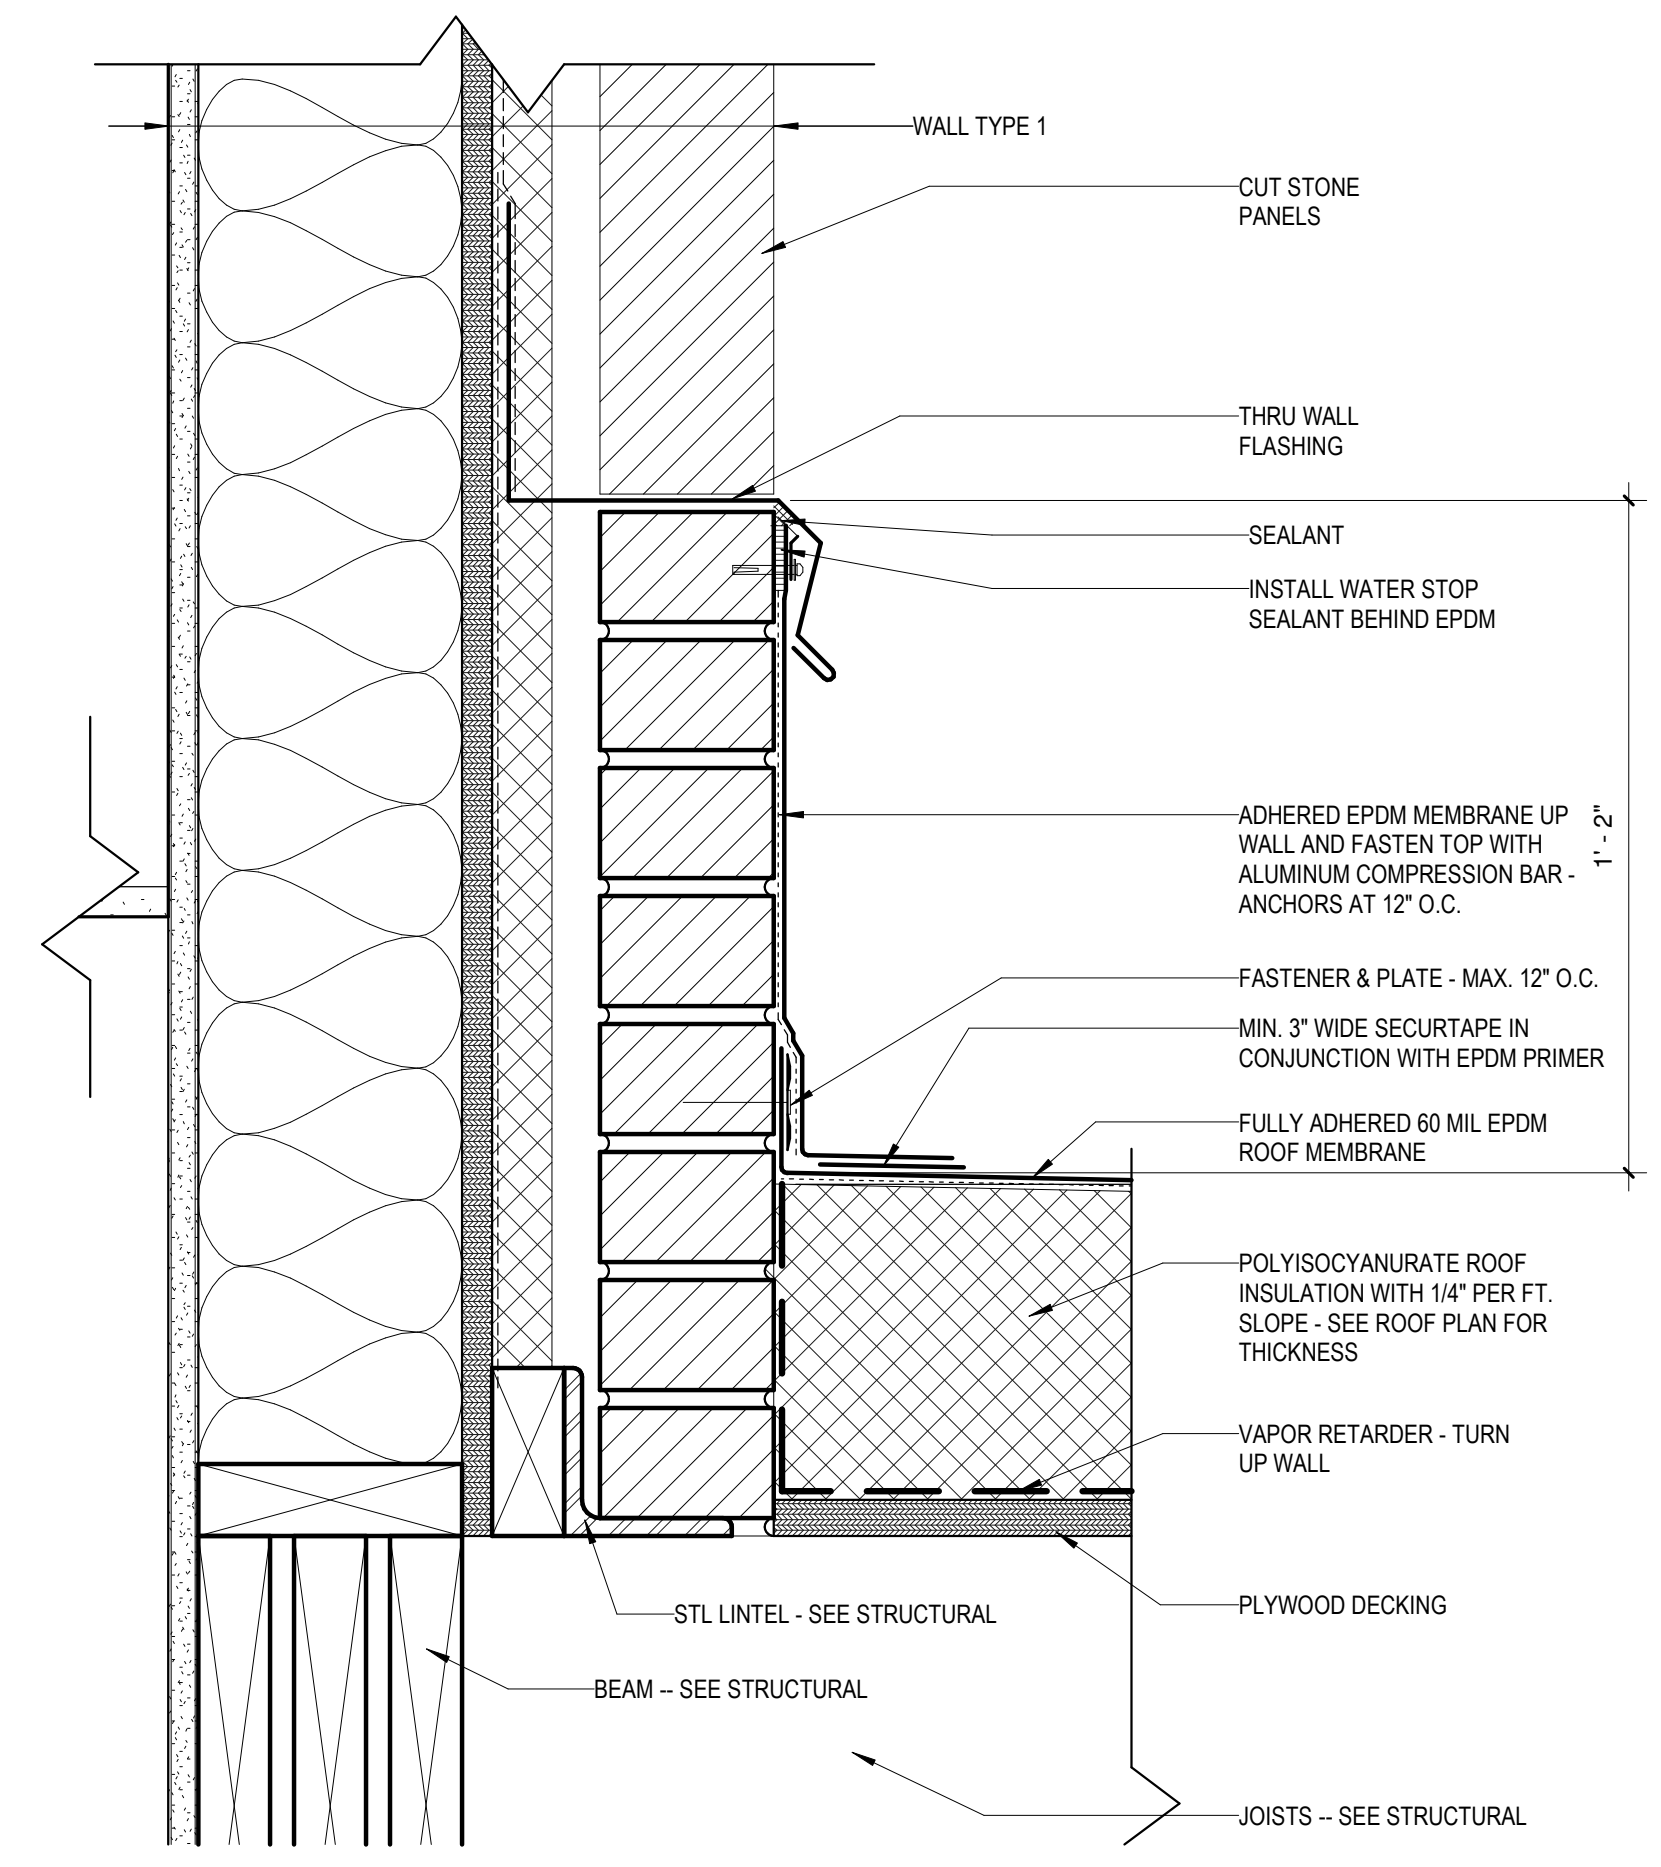 WALL TYPE 1
CUT STONE
PANELS
THRU WALL
FLASHING
SEALANT
INSTALL WATER STOP
SEALANT BEHIND EPDM
ADHERED EPDM MEMBRANE UP
WALL AND FASTEN TOP WITH
ALUMINUM COMPRESSION BAR -
ANCHORS AT 12" O.C.
1' - 2"
FASTENER & PLATE - MAX. 12" O.C.
MIN. 3" WIDE SECURTAPE IN
CONJUNCTION WITH EPDM PRIMER
FULLY ADHERED 60 MIL EPDM
ROOF MEMBRANE
POLYISOCYANURATE ROOF
INSULATION WITH 1/4" PER FT.
SLOPE - SEE ROOF PLAN FOR
THICKNESS
VAPOR RETARDER - TURN
UP WALL
PLYWOOD DECKING
STL LINTEL - SEE STRUCTURAL
BEAM -- SEE STRUCTURAL
JOISTS -- SEE STRUCTURAL